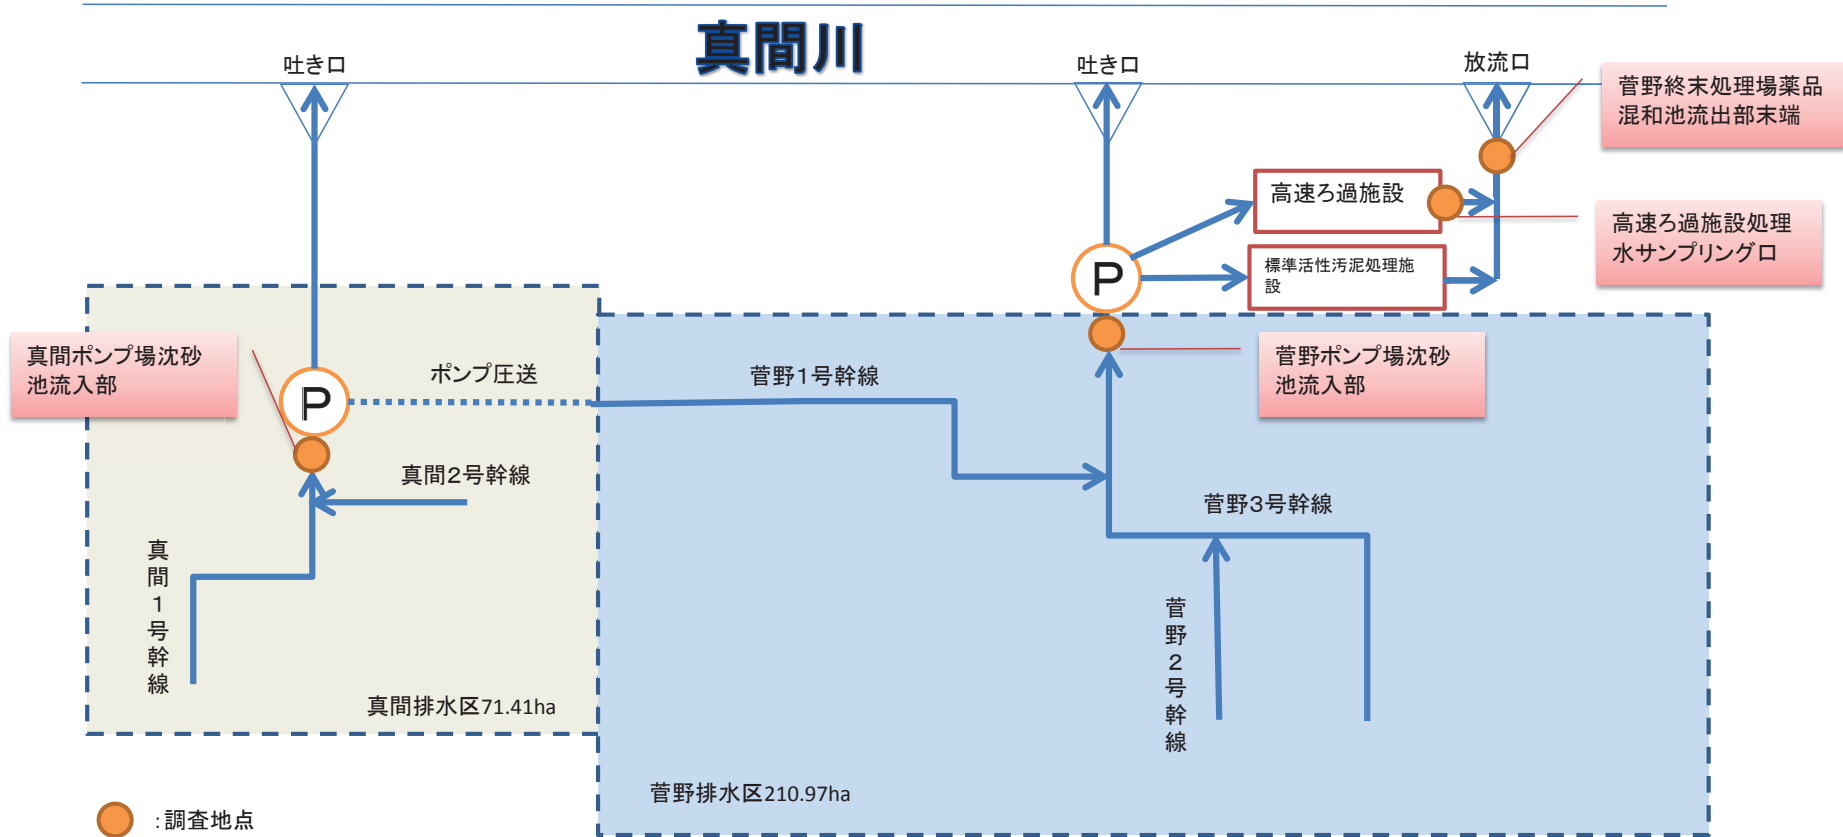 真間川
吐き口
吐き口
放流口
菅野終末処理場薬品
混和池流出部末端
高速ろ過施設
高速ろ過施設処理
水サンプリング口
標準活性汚泥処理施
設
P
P
真間ポンプ場沈砂
池流入部
ポンプ圧送
菅野1号幹線
菅野ポンプ場沈砂
池流入部
真間2号幹線
菅野3号幹線
真間1号幹線
菅野2号幹線
真間排水区71.41ha
菅野排水区210.97ha
:調査地点